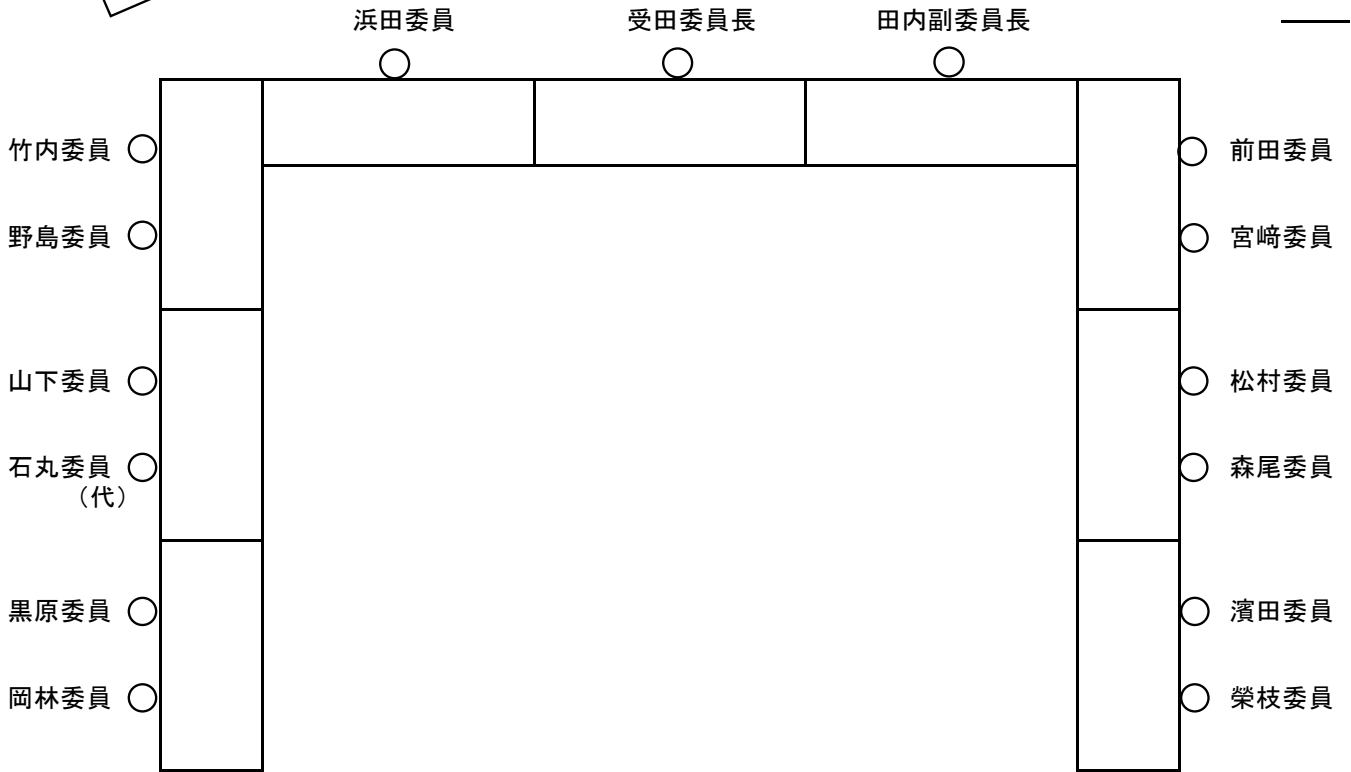 浜田委員 受田委員長 田内副委員長
竹内委員 前田委員
野島委員 宮﨑委員
山下委員 松村委員
石丸委員 森尾委員
（代）
黒原委員 濱田委員
岡林委員 榮枝委員